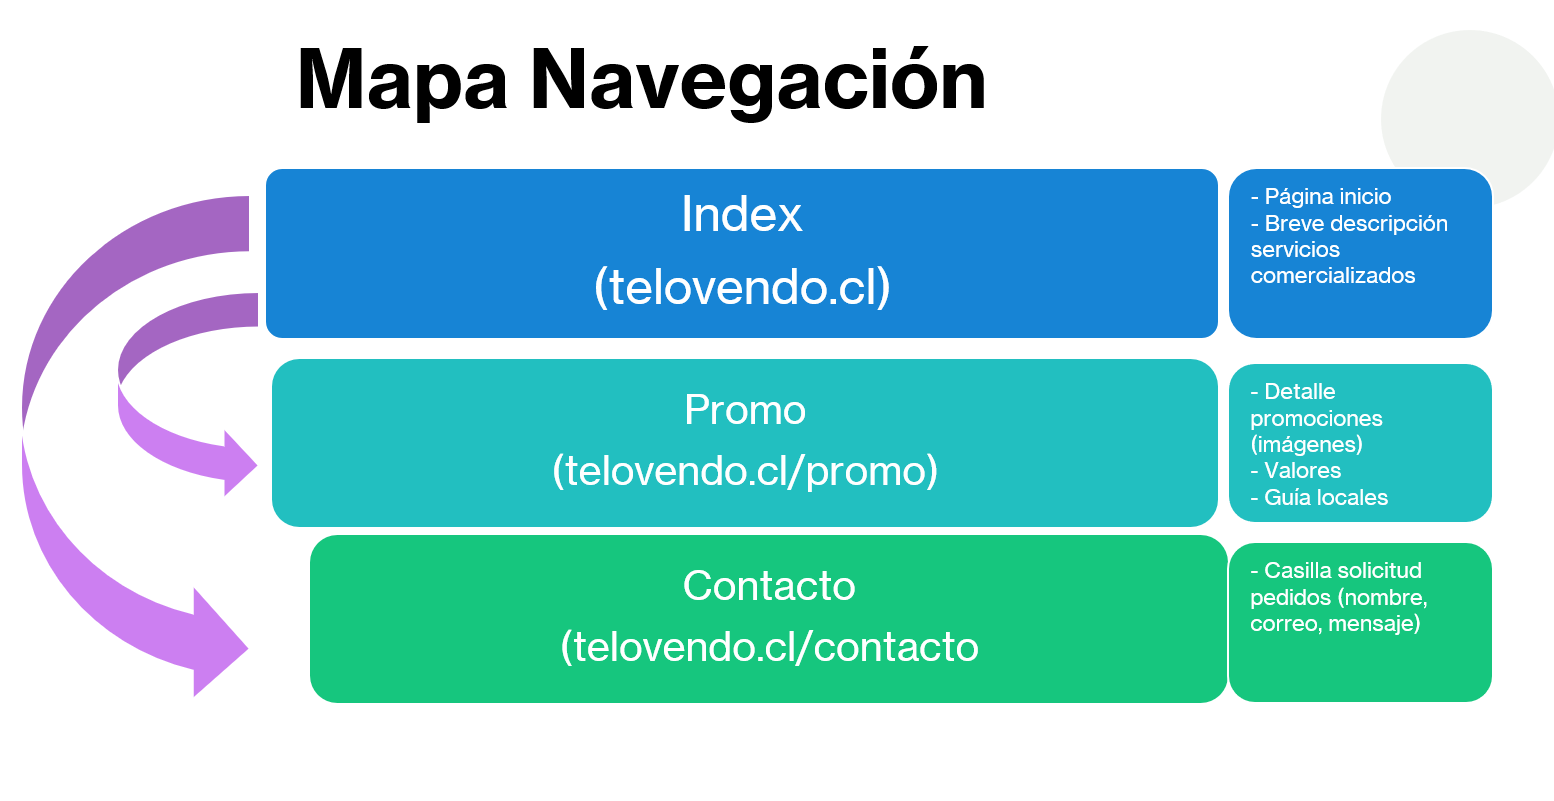 Mapa Navegación
Index
(telovendo.cl)
- Página inicio
- Breve descripción
servicios
comercializados
Promo
(telovendo.cl/promo)
- Detalle
promociones
(imágenes)
- Valores
- Guía locales
Contacto
(telovendo.cl/contacto
- Casilla solicitud
pedidos (nombre,
correo, mensaje)